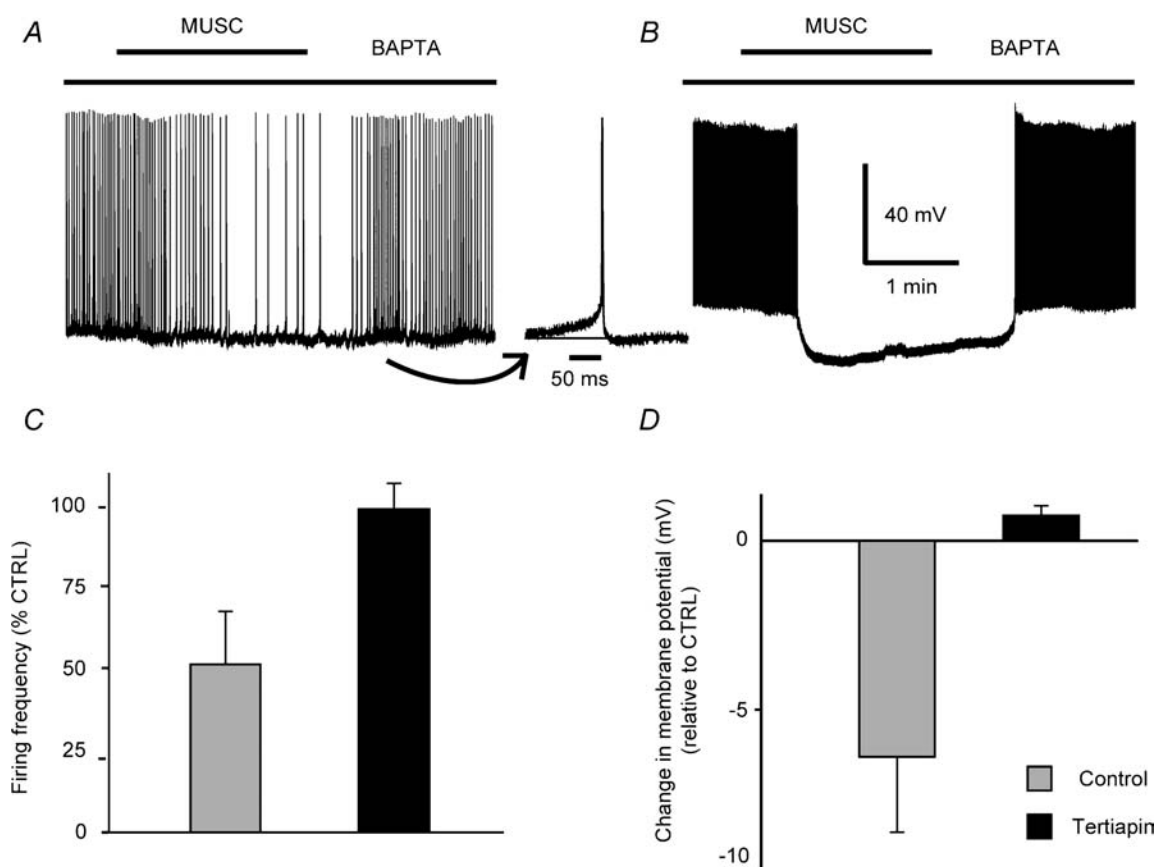 A
MUSC
BAPTA
50 ms
B
MUSC
BAPTA
40 mV
1 min
C
Firing frequency (% CTRL)
100
75
50
25
0
D
Change in membrane potential (mV)
(relative to CTRL)
0
-5
-10
Control
Tertiapin